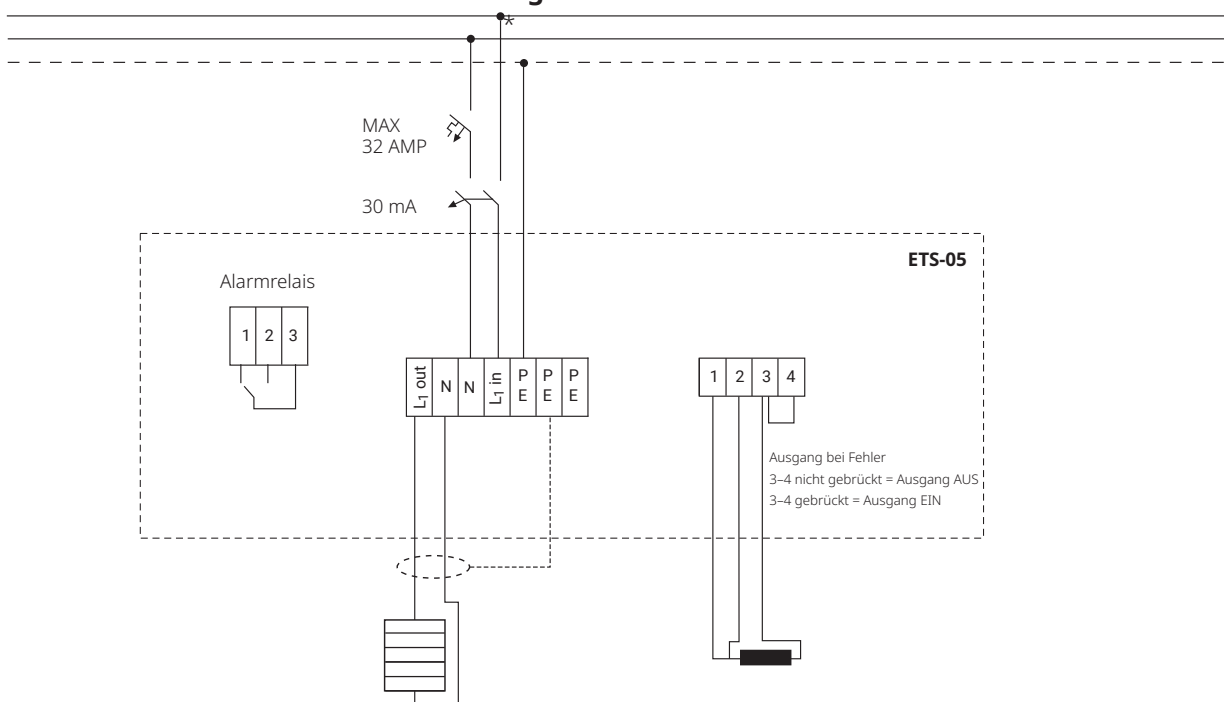 g
*
MAX
32 AMP
30 mA
ETS-05
Alarmrelais
1 2 3
L1 out N N L1 in PE PE PE
1 2 3 4
Ausgang bei Fehler
3–4 nicht gebrückt = Ausgang AUS
3–4 gebrückt = Ausgang EIN